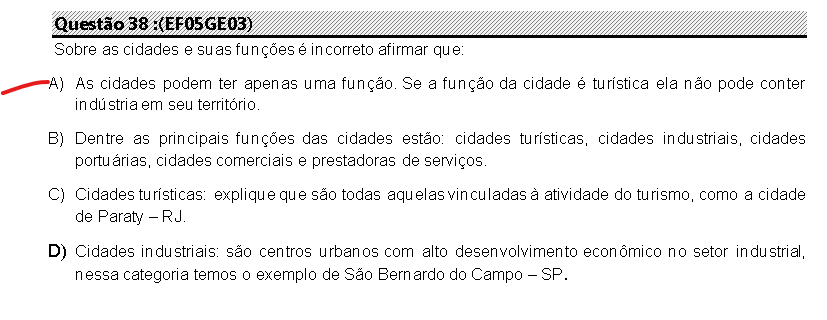 Questão 38 :(EF05GE03)
Sobre as cidades e suas funções é incorreto afirmar que:
A) As cidades podem ter apenas uma função. Se a função da cidade é turística ela não pode conter
indústria em seu território.
B) Dentre as principais funções das cidades estão: cidades turísticas, cidades industriais, cidades
portuárias, cidades comerciais e prestadoras de serviços.
C) Cidades turísticas: explique que são todas aquelas vinculadas à atividade do turismo, como a cidade
de Paraty – RJ.
D) Cidades industriais: são centros urbanos com alto desenvolvimento econômico no setor industrial,
nessa categoria temos o exemplo de São Bernardo do Campo – SP.